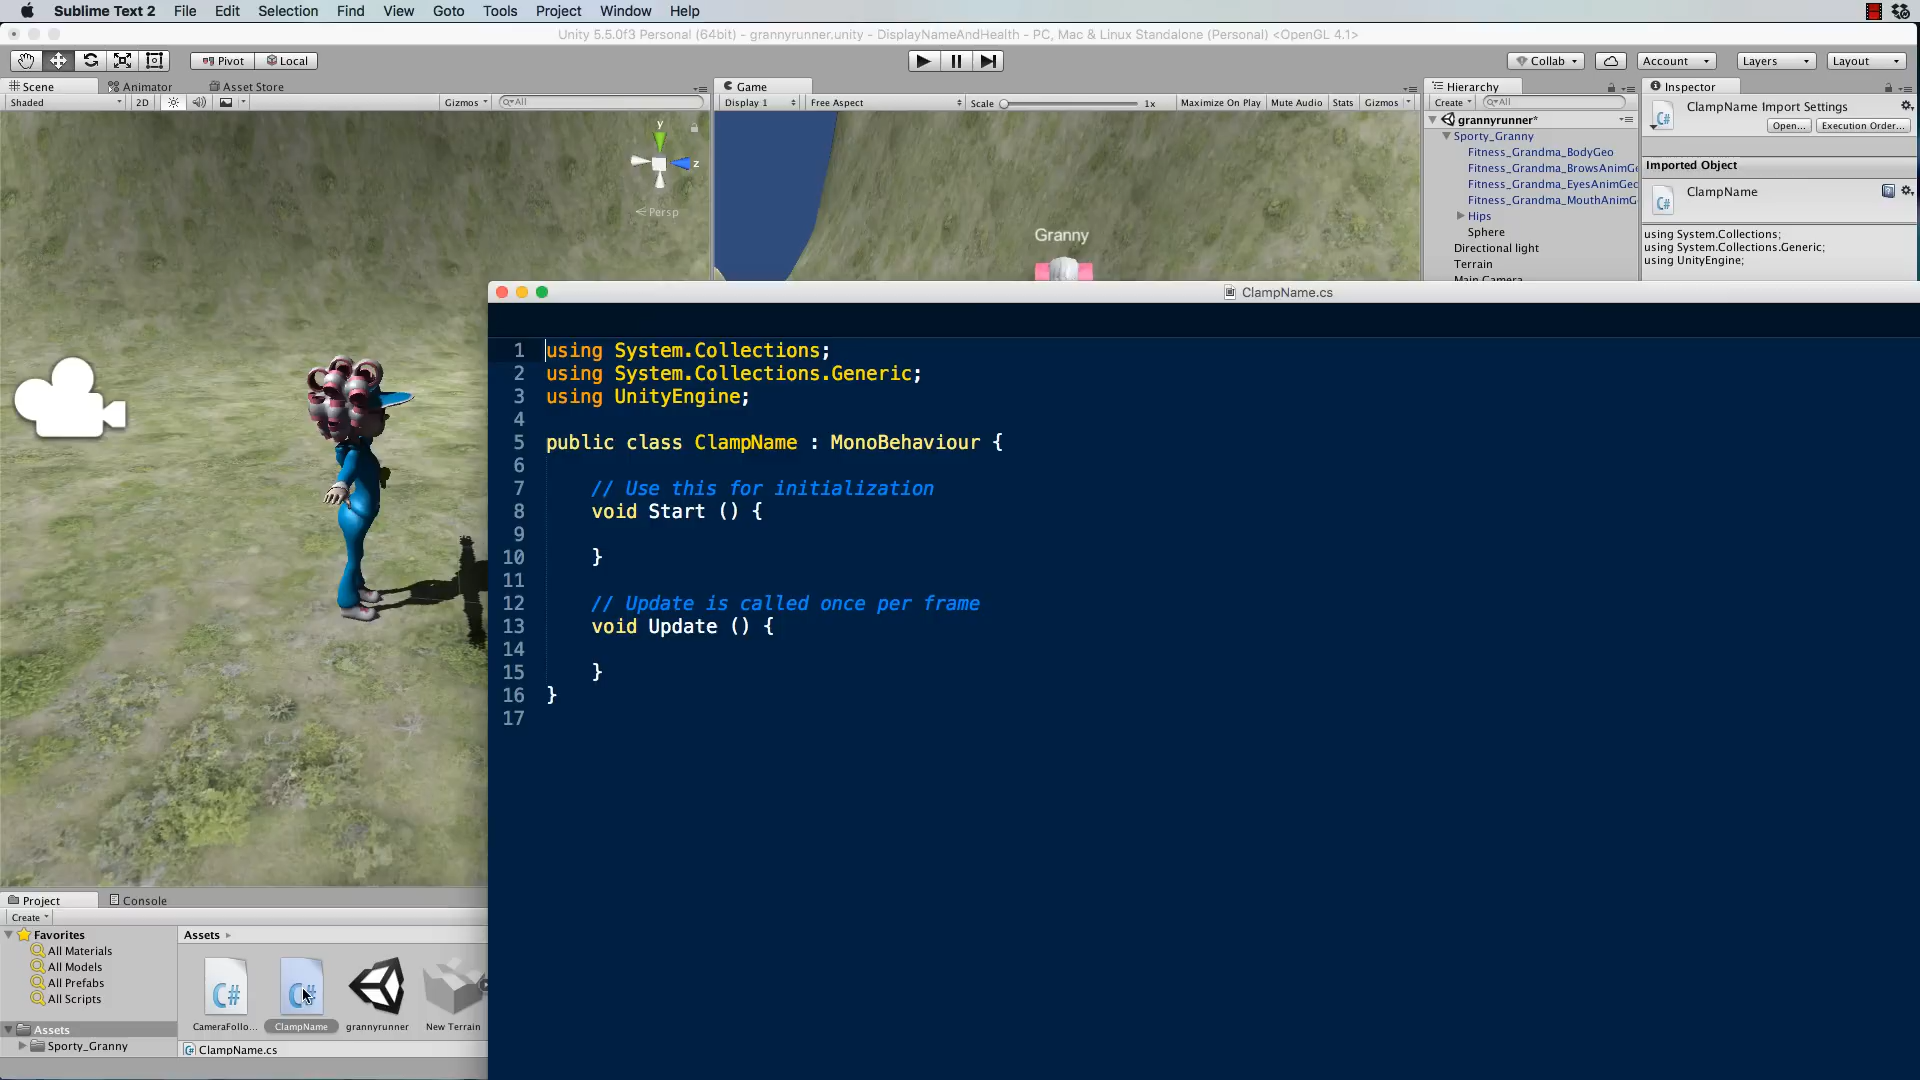 Sublime Text 2 File Edit Selection Find View Goto Tools Project Window Help
Unity 5.5.0f3 Personal (64bit) - grannyrunner.unity - DisplayNameAndHealth - PC, Mac & Linux Standalone (Personal) <OpenGL 4.1>
Pivot Local Collab Account Layers Layout
Scene Animator Asset Store Game Hierarchy Inspector
Shaded 2D Gizmos All Display 1 Free Aspect Scale 1x Maximize On Play Mute Audio Stats Gizmos Create All
ClampName Import Settings
Open... Execution Order...
grannyrunner*
Sporty_Granny
Fitness_Grandma_BodyGeo
Fitness_Grandma_BrowsAnimGe
Fitness_Grandma_EyesAnimGeo
Fitness_Grandma_MouthAnimG
Hips
Sphere
Directional light
Terrain
Main Camera
Imported Object
ClampName
using System.Collections;
using System.Collections.Generic;
using UnityEngine;
y
z
Persp
Granny
ClampName.cs
1 using System.Collections;
2 using System.Collections.Generic;
3 using UnityEngine;
4
5 public class ClampName : MonoBehaviour {
6
7 // Use this for initialization
8 void Start () {
9
10 }
11
12 // Update is called once per frame
13 void Update () {
14
15 }
16 }
17
Project Console
Create
Favorites
All Materials
All Models
All Prefabs
All Scripts
Assets
Sporty_Granny
Assets
C# C#
CameraFollo... ClampName grannyrunner New Terrain
ClampName.cs